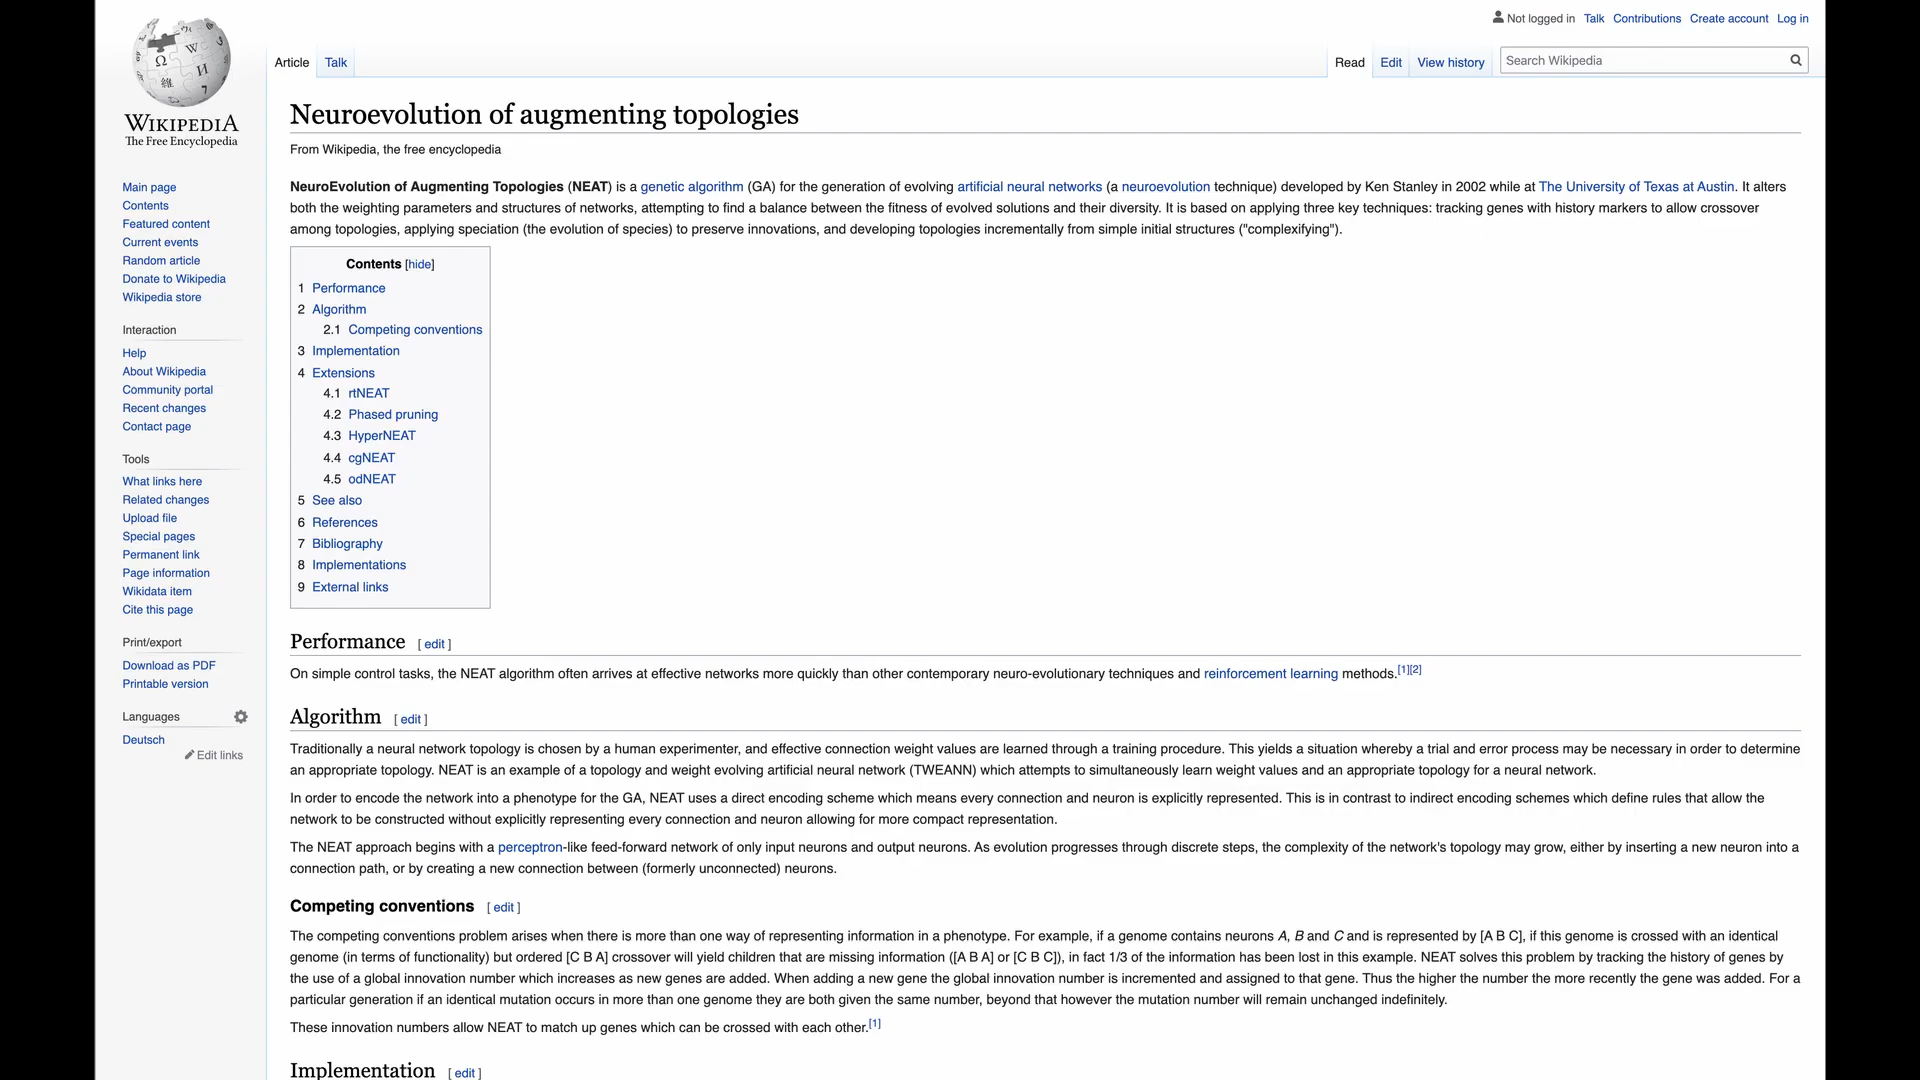 Not logged in Talk Contributions Create account Log in
Article Talk Read Edit View history Search Wikipedia
WIKIPEDIA
The Free Encyclopedia
Main page
Contents
Featured content
Current events
Random article
Donate to Wikipedia
Wikipedia store
Interaction
Help
About Wikipedia
Community portal
Recent changes
Contact page
Tools
What links here
Related changes
Upload file
Special pages
Permanent link
Page information
Wikidata item
Cite this page
Print/export
Download as PDF
Printable version
Languages
Deutsch
Edit links
Neuroevolution of augmenting topologies
From Wikipedia, the free encyclopedia
NeuroEvolution of Augmenting Topologies (NEAT) is a genetic algorithm (GA) for the generation of evolving artificial neural networks (a neuroevolution technique) developed by Ken Stanley in 2002 while at The University of Texas at Austin. It alters
both the weighting parameters and structures of networks, attempting to find a balance between the fitness of evolved solutions and their diversity. It is based on applying three key techniques: tracking genes with history markers to allow crossover
among topologies, applying speciation (the evolution of species) to preserve innovations, and developing topologies incrementally from simple initial structures ("complexifying").
Contents [hide]
1 Performance
2 Algorithm
2.1 Competing conventions
3 Implementation
4 Extensions
4.1 rtNEAT
4.2 Phased pruning
4.3 HyperNEAT
4.4 cgNEAT
4.5 odNEAT
5 See also
6 References
7 Bibliography
8 Implementations
9 External links
Performance [ edit ]
On simple control tasks, the NEAT algorithm often arrives at effective networks more quickly than other contemporary neuro-evolutionary techniques and reinforcement learning methods.[1][2]
Algorithm [ edit ]
Traditionally a neural network topology is chosen by a human experimenter, and effective connection weight values are learned through a training procedure. This yields a situation whereby a trial and error process may be necessary in order to determine
an appropriate topology. NEAT is an example of a topology and weight evolving artificial neural network (TWEANN) which attempts to simultaneously learn weight values and an appropriate topology for a neural network.
In order to encode the network into a phenotype for the GA, NEAT uses a direct encoding scheme which means every connection and neuron is explicitly represented. This is in contrast to indirect encoding schemes which define rules that allow the
network to be constructed without explicitly representing every connection and neuron allowing for more compact representation.
The NEAT approach begins with a perceptron-like feed-forward network of only input neurons and output neurons. As evolution progresses through discrete steps, the complexity of the network's topology may grow, either by inserting a new neuron into a
connection path, or by creating a new connection between (formerly unconnected) neurons.
Competing conventions [ edit ]
The competing conventions problem arises when there is more than one way of representing information in a phenotype. For example, if a genome contains neurons A, B and C and is represented by [A B C], if this genome is crossed with an identical
genome (in terms of functionality) but ordered [C B A] crossover will yield children that are missing information ([A B A] or [C B C]), in fact 1/3 of the information has been lost in this example. NEAT solves this problem by tracking the history of genes by
the use of a global innovation number which increases as new genes are added. When adding a new gene the global innovation number is incremented and assigned to that gene. Thus the higher the number the more recently the gene was added. For a
particular generation if an identical mutation occurs in more than one genome they are both given the same number, beyond that however the mutation number will remain unchanged indefinitely.
These innovation numbers allow NEAT to match up genes which can be crossed with each other.[1]
Implementation [ edit ]